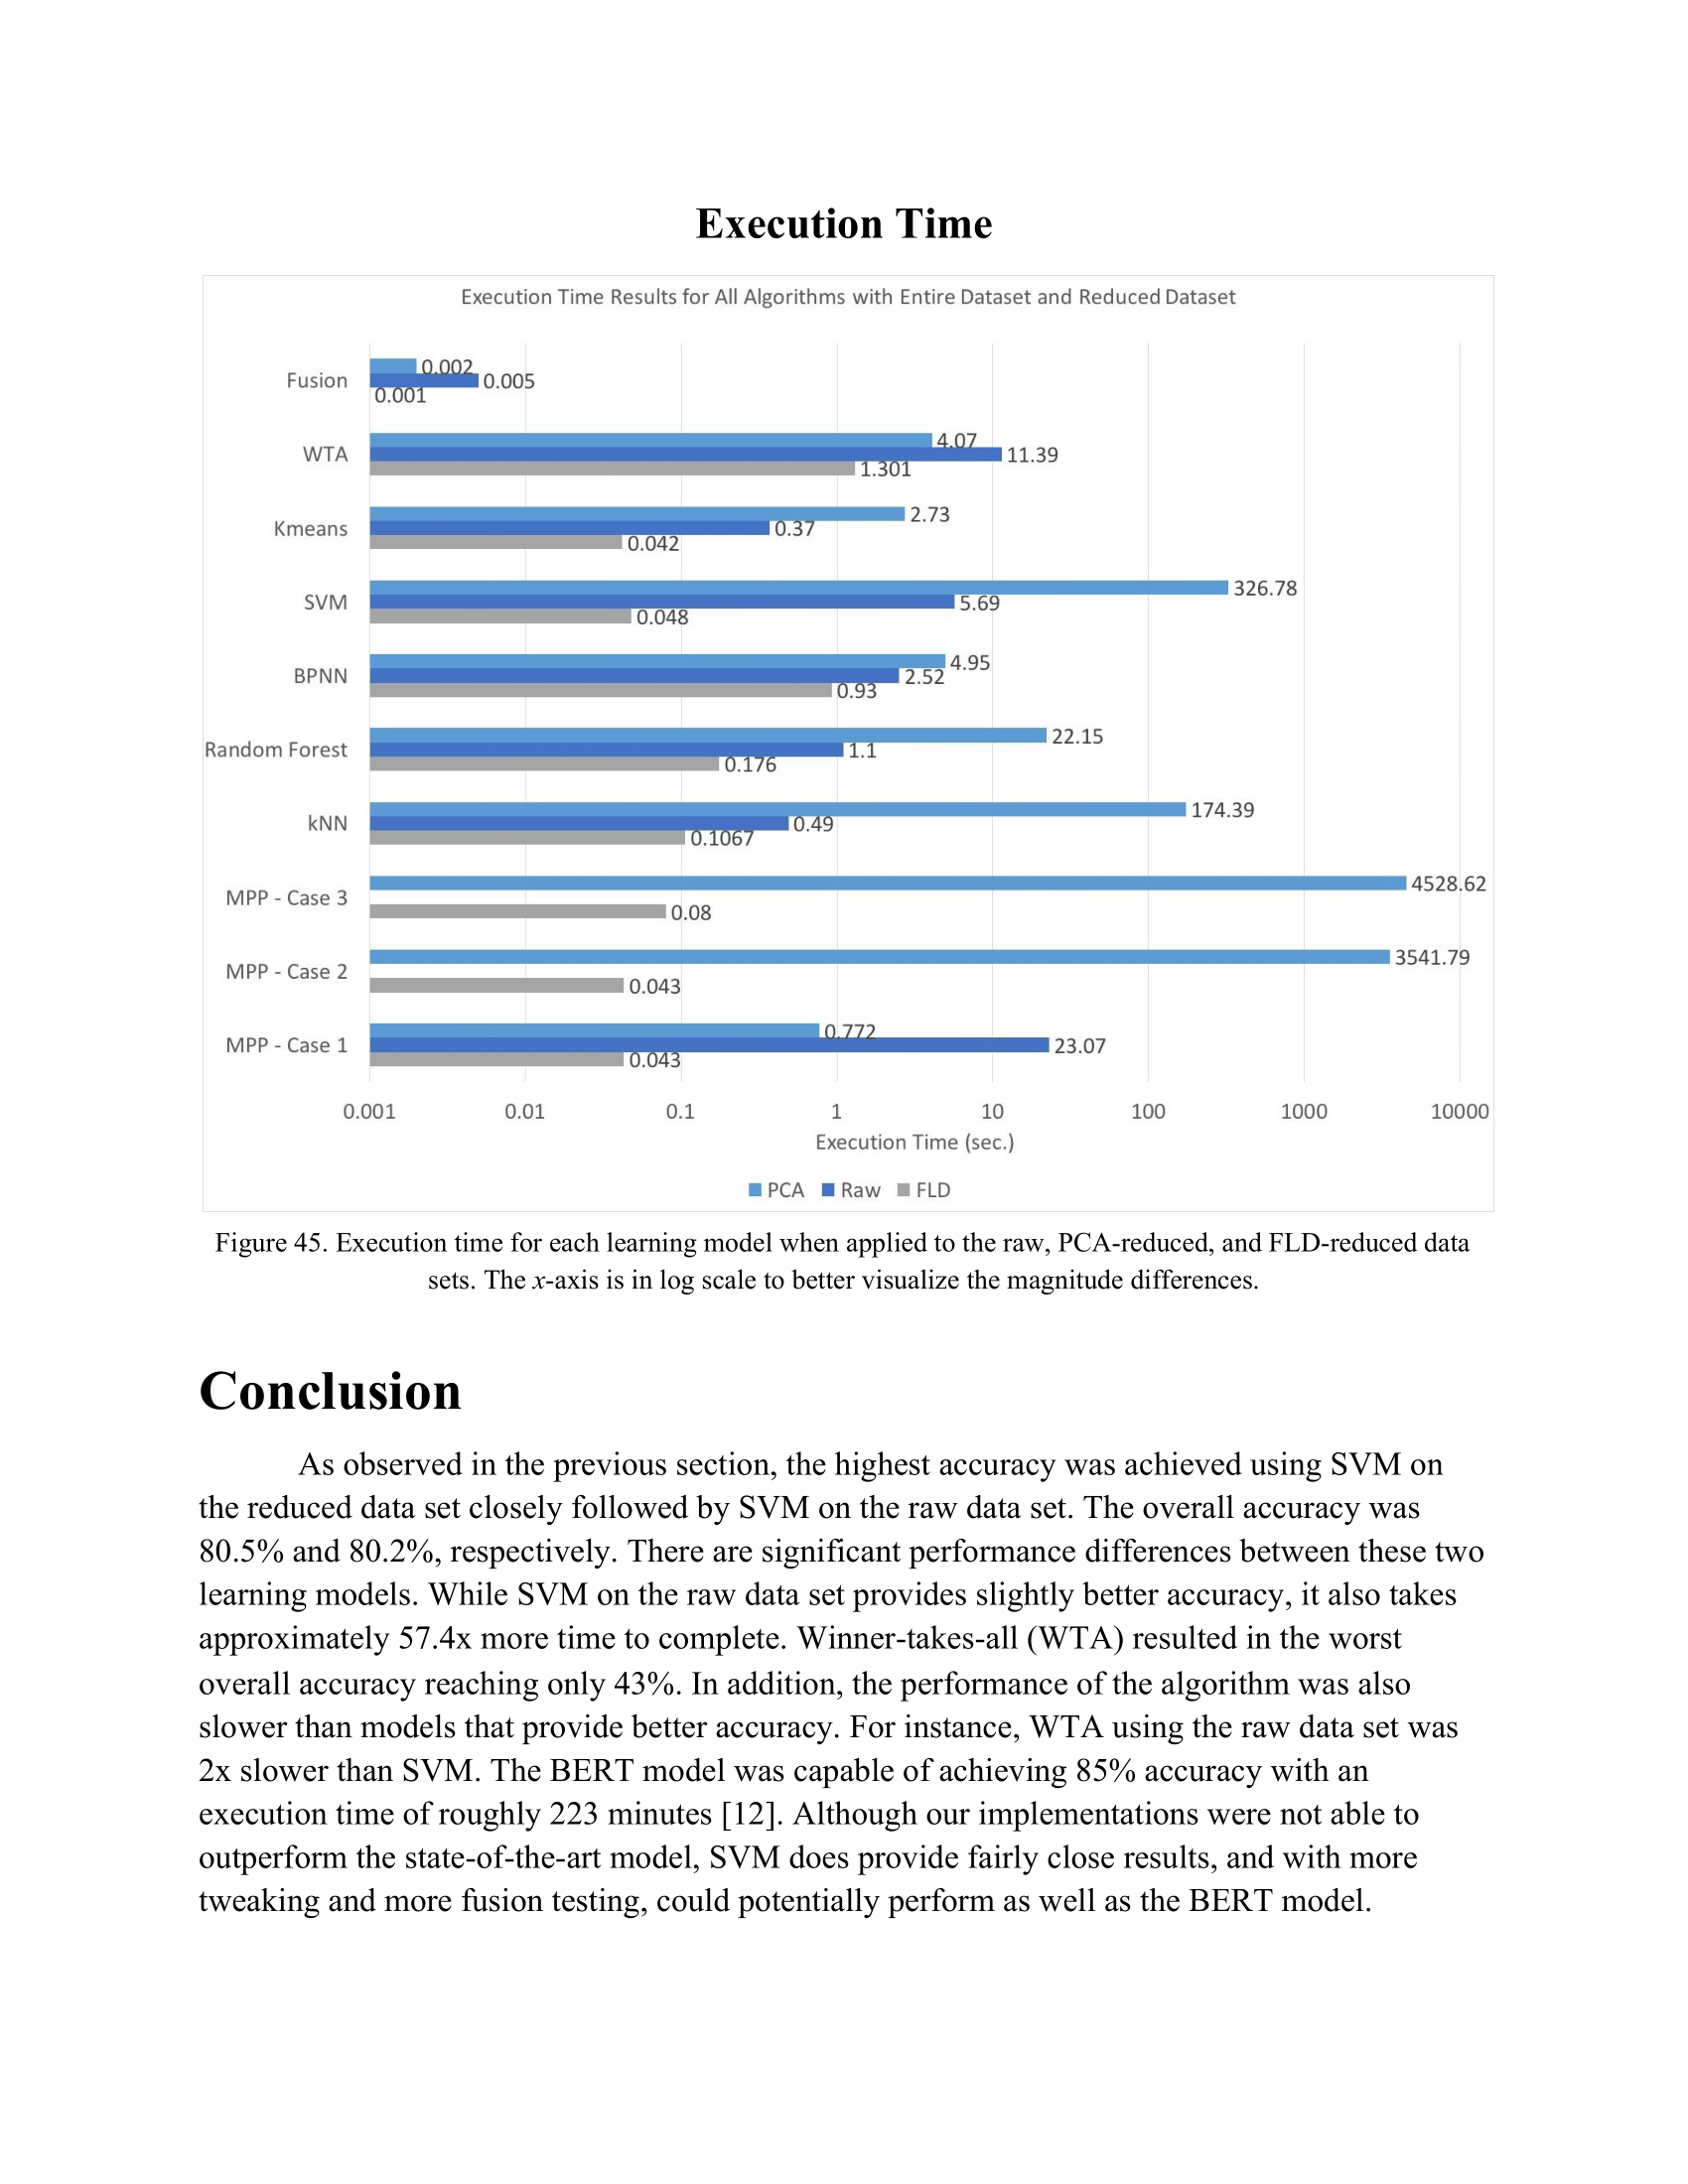 Execution Time
Execution Time Results for All Algorithms with Entire Dataset and Reduced Dataset
Fusion
0.002
0.005
0.001
WTA
4.07
11.39
1.301
Kmeans
2.73
0.37
0.042
SVM
326.78
5.69
0.048
BPNN
4.95
2.52
0.93
Random Forest
22.15
1.1
0.176
kNN
174.39
0.49
0.1067
MPP - Case 3
4528.62
0.08
MPP - Case 2
3541.79
0.043
MPP - Case 1
0.772
23.07
0.043
0.001 0.01 0.1 1 10 100 1000 10000
Execution Time (sec.)
PCA Raw FLD
Figure 45. Execution time for each learning model when applied to the raw, PCA-reduced, and FLD-reduced data
sets. The x-axis is in log scale to better visualize the magnitude differences.
Conclusion
As observed in the previous section, the highest accuracy was achieved using SVM on
the reduced data set closely followed by SVM on the raw data set. The overall accuracy was
80.5% and 80.2%, respectively. There are significant performance differences between these two
learning models. While SVM on the raw data set provides slightly better accuracy, it also takes
approximately 57.4x more time to complete. Winner-takes-all (WTA) resulted in the worst
overall accuracy reaching only 43%. In addition, the performance of the algorithm was also
slower than models that provide better accuracy. For instance, WTA using the raw data set was
2x slower than SVM. The BERT model was capable of achieving 85% accuracy with an
execution time of roughly 223 minutes [12]. Although our implementations were not able to
outperform the state-of-the-art model, SVM does provide fairly close results, and with more
tweaking and more fusion testing, could potentially perform as well as the BERT model.